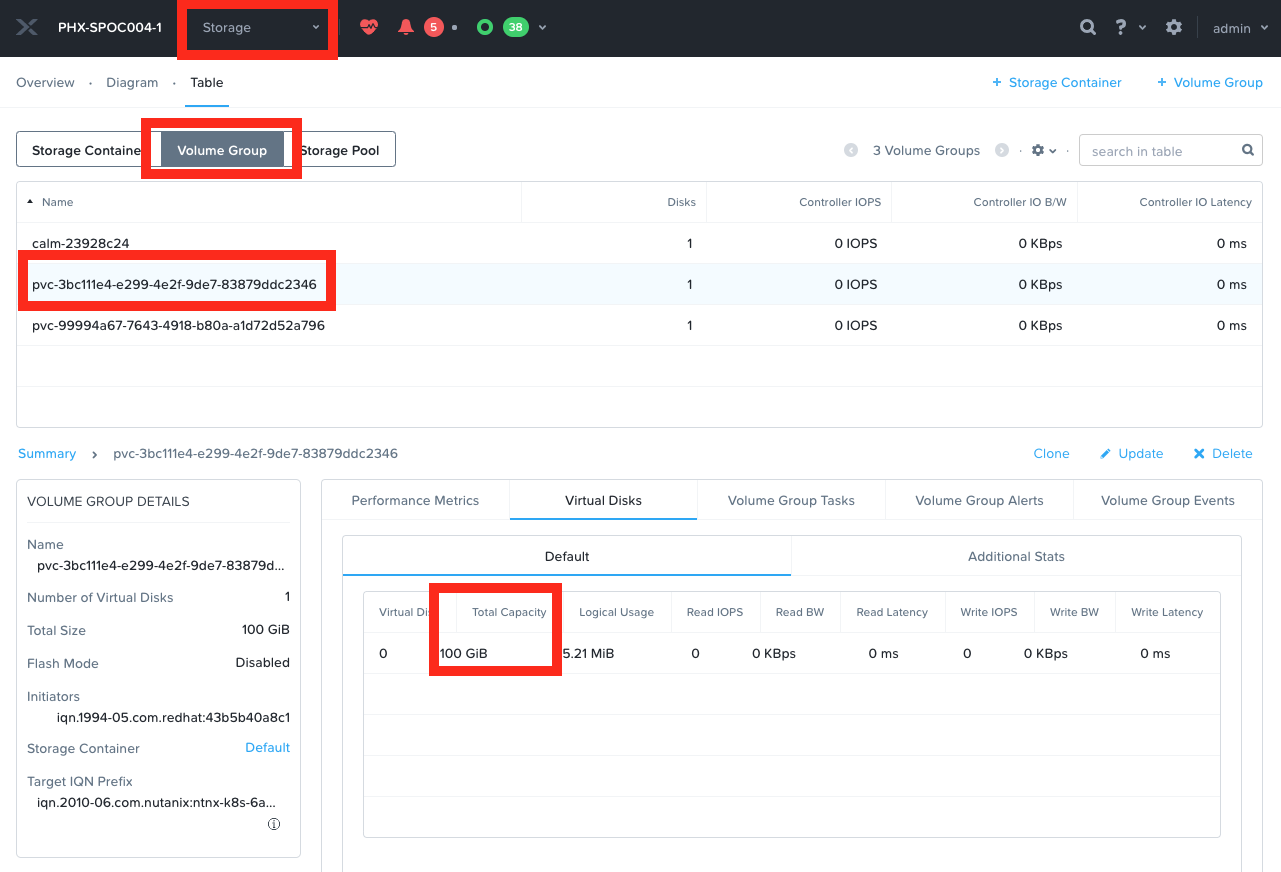 PHX-SPOC004-1 Storage 5 • 38 ? admin
Overview · Diagram · Table + Storage Container + Volume Group
Storage Containe Volume Group Storage Pool 3 Volume Groups · · search in table
Name Disks Controller IOPS Controller IO B/W Controller IO Latency
calm-23928c24 1 0 IOPS 0 KBps 0 ms
pvc-3bc111e4-e299-4e2f-9de7-83879ddc2346 1 0 IOPS 0 KBps 0 ms
pvc-99994a67-7643-4918-b80a-a1d72d52a796 1 0 IOPS 0 KBps 0 ms
Summary › pvc-3bc111e4-e299-4e2f-9de7-83879ddc2346 Clone Update Delete
VOLUME GROUP DETAILS
Name
pvc-3bc111e4-e299-4e2f-9de7-83879d...
Number of Virtual Disks 1
Total Size 100 GiB
Flash Mode Disabled
Initiators
iqn.1994-05.com.redhat:43b5b40a8c1
Storage Container Default
Target IQN Prefix
iqn.2010-06.com.nutanix:ntnx-k8s-6a...
Performance Metrics Virtual Disks Volume Group Tasks Volume Group Alerts Volume Group Events
Default Additional Stats
Virtual Dis Total Capacity Logical Usage Read IOPS Read BW Read Latency Write IOPS Write BW Write Latency
0 100 GiB 5.21 MiB 0 0 KBps 0 ms 0 0 KBps 0 ms